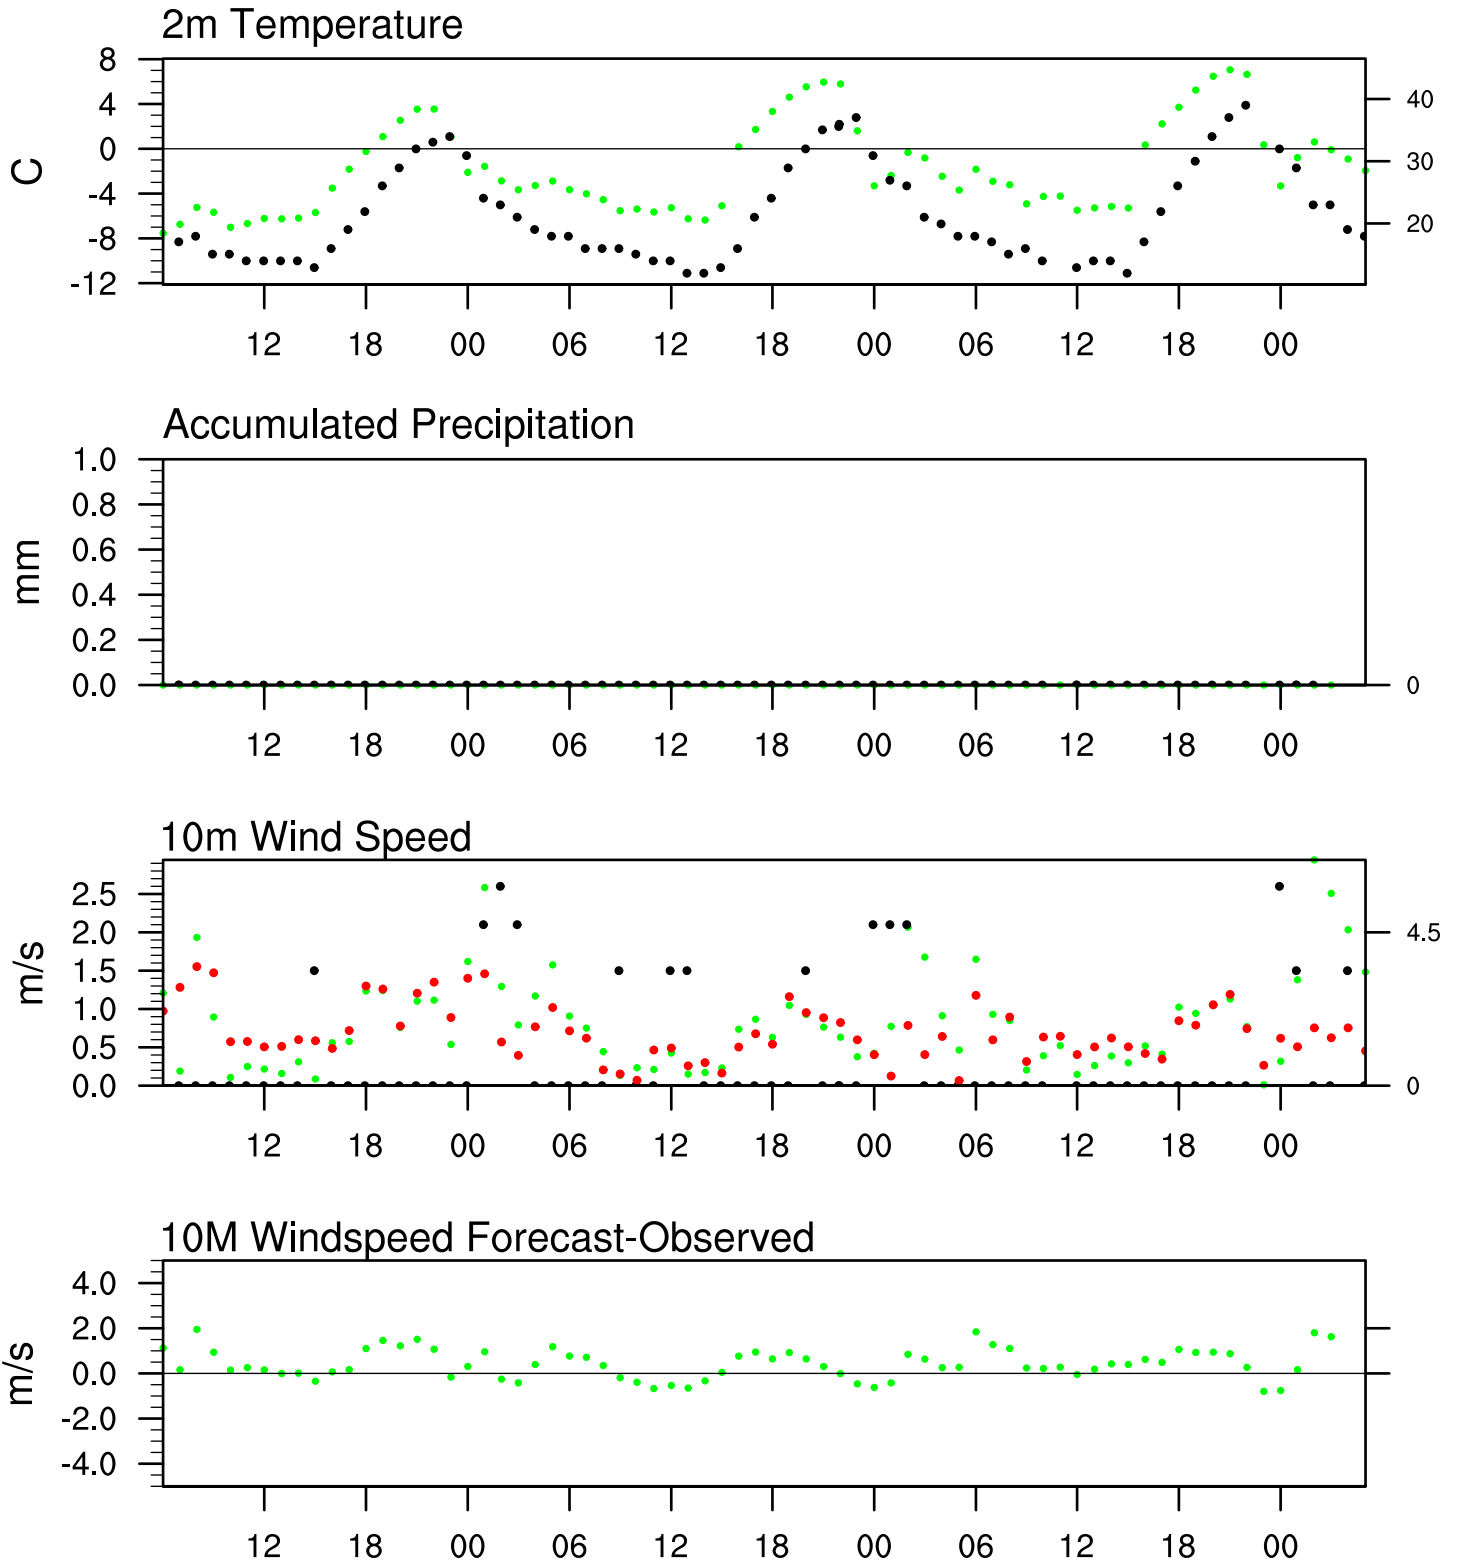 2m Temperature
8
4
0
-4
-8
-12
C
40
30
20
12 18 00 06 12 18 00 06 12 18 00
Accumulated Precipitation
1.0
0.8
0.6
0.4
0.2
0.0
mm
0
12 18 00 06 12 18 00 06 12 18 00
10m Wind Speed
2.5
2.0
1.5
1.0
0.5
0.0
m/s
4.5
0
12 18 00 06 12 18 00 06 12 18 00
10M Windspeed Forecast-Observed
4.0
2.0
0.0
-2.0
-4.0
m/s
12 18 00 06 12 18 00 06 12 18 00